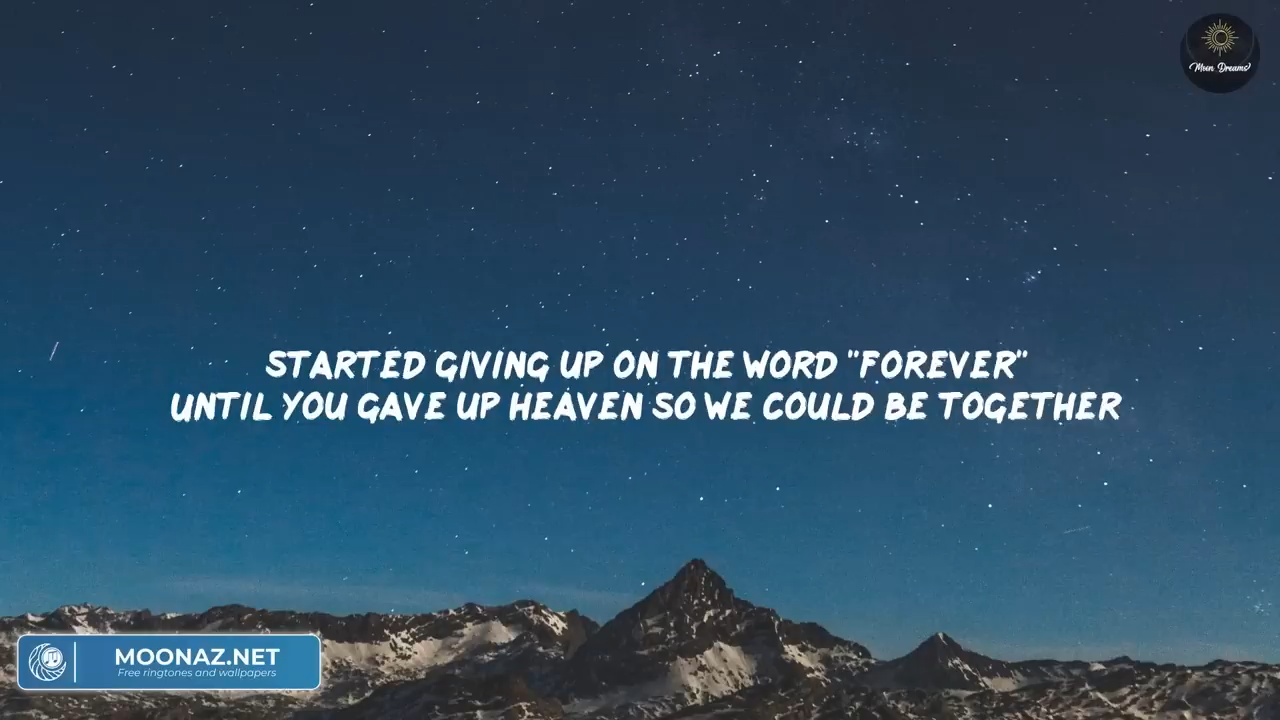 Moon Dreams
STARTED GIVING UP ON THE WORD "FOREVER"
UNTIL YOU GAVE UP HEAVEN SO WE COULD BE TOGETHER
MOONAZ.NET
Free ringtones and wallpapers